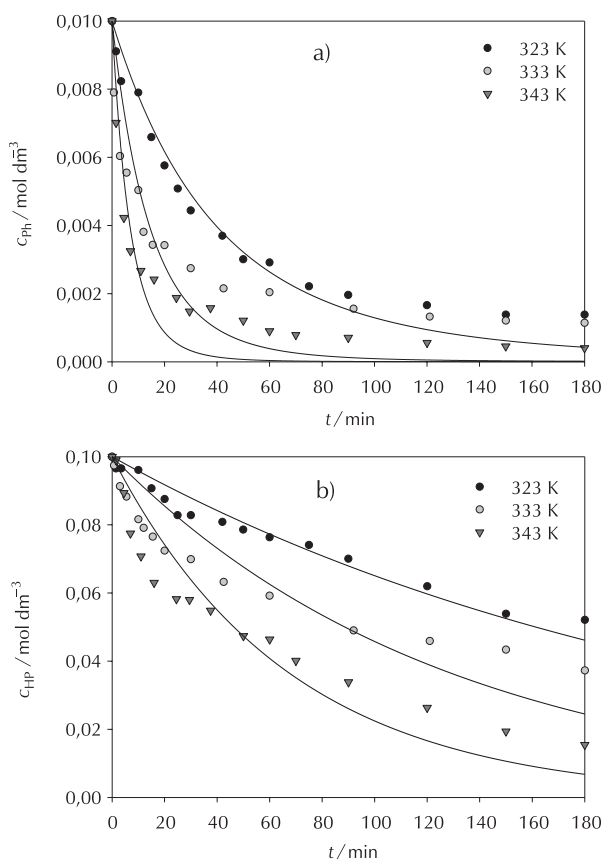 a)
323 K
333 K
343 K
0,010
0,008
0,006
0,004
0,002
0,000
c_Ph / mol dm⁻³
0 20 40 60 80 100 120 140 160 180
t / min
b)
323 K
333 K
343 K
0,10
0,08
0,06
0,04
0,02
0,00
c_HP / mol dm⁻³
0 20 40 60 80 100 120 140 160 180
t / min